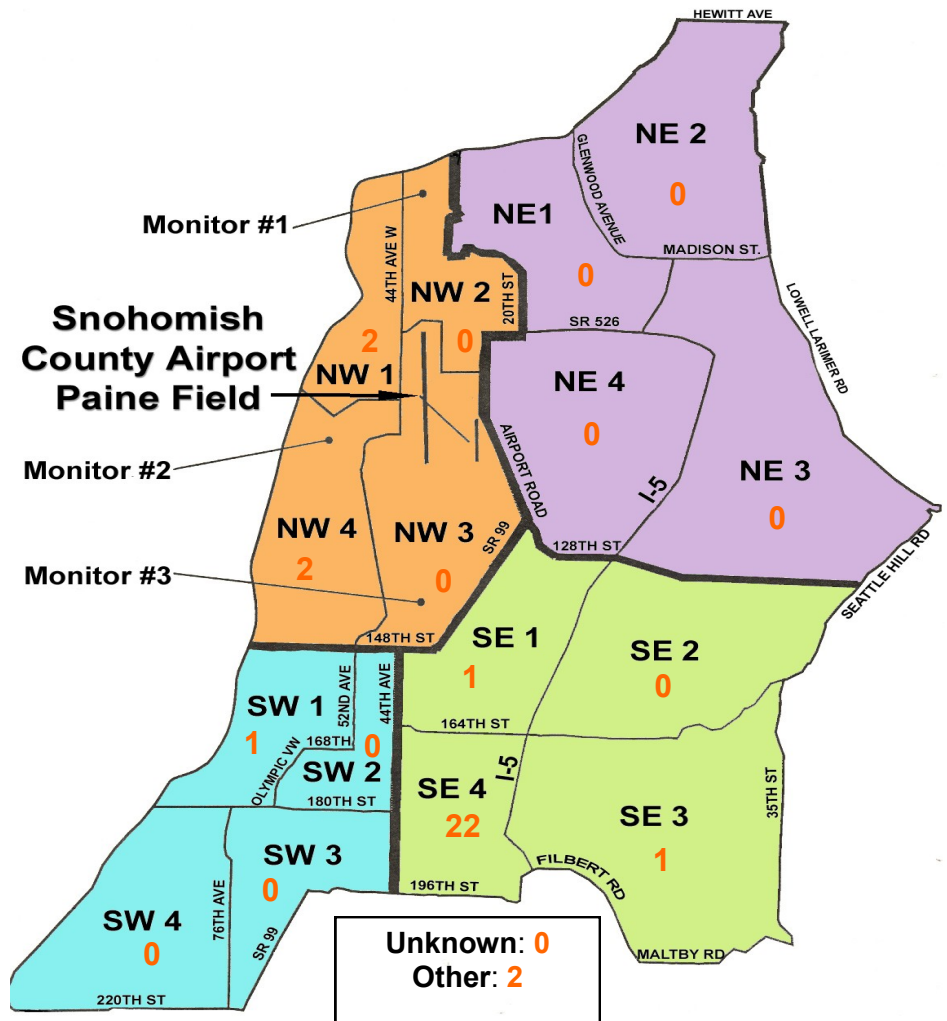 HEWITT AVE
NE 2
0
GLENWOOD AVENUE
MADISON ST.
NE1
0
SR 526
LOWELL LARIMER RD
Monitor #1
44TH AVE W
NW 2
0
20TH ST
Snohomish
County Airport
Paine Field
2
NW 1
NE 4
0
AIRPORT ROAD
I-5
NE 3
0
Monitor #2
NW 4
2
NW 3
0
SR 99
128TH ST
SEATTLE HILL RD
Monitor #3
148TH ST
SE 1
1
SE 2
0
SW 1
1
52ND AVE
44TH AVE
168TH
0
OLYMPIC VW
SW 2
180TH ST
164TH ST
I-5
SE 4
22
SE 3
1
35TH ST
SW 3
0
196TH ST
FILBERT RD
76TH AVE
SR 99
SW 4
0
MALTBY RD
220TH ST
Unknown: 0
Other: 2